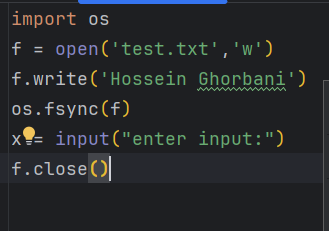 import os
f = open('test.txt','w')
f.write('Hossein Ghorbani')
os.fsync(f)
x = input("enter input:")
f.close()